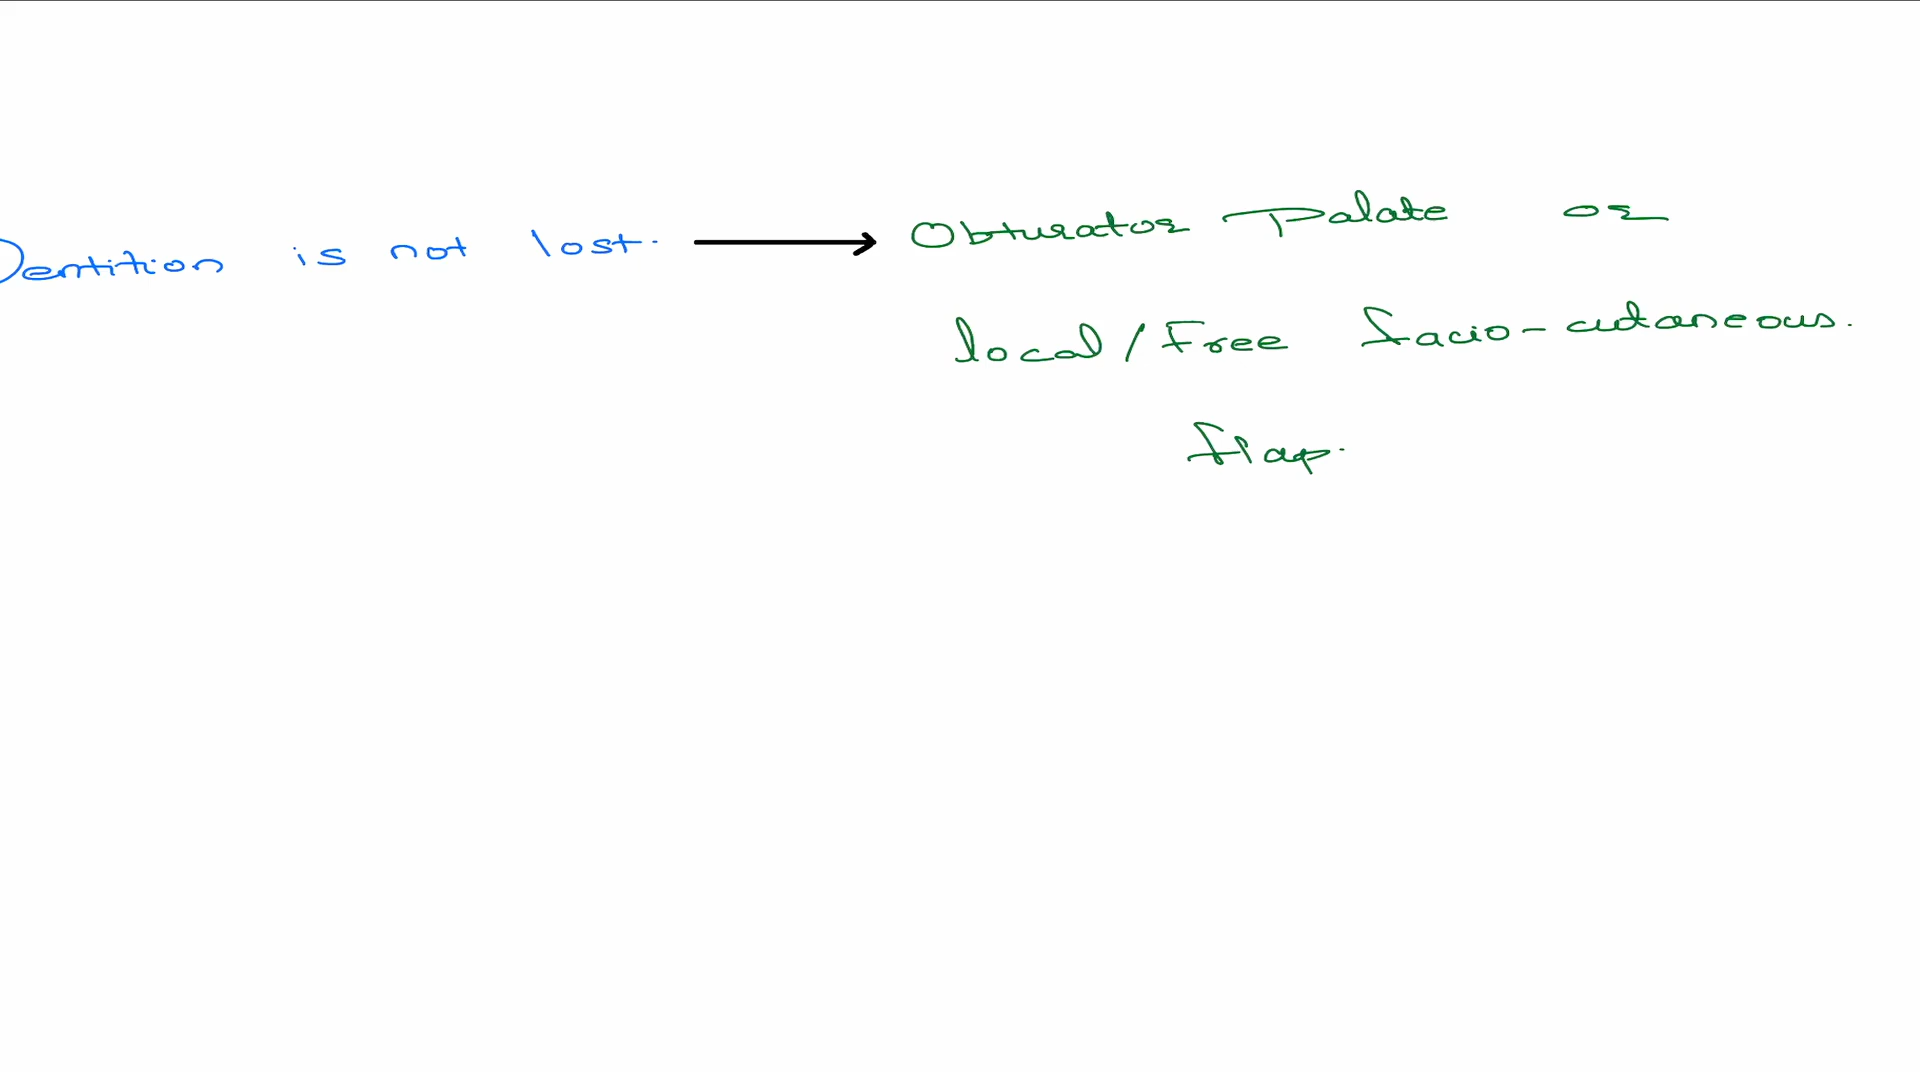 Dentition is not lost. → Obturator Palate or
local/Free facio-cutaneous.
flap.